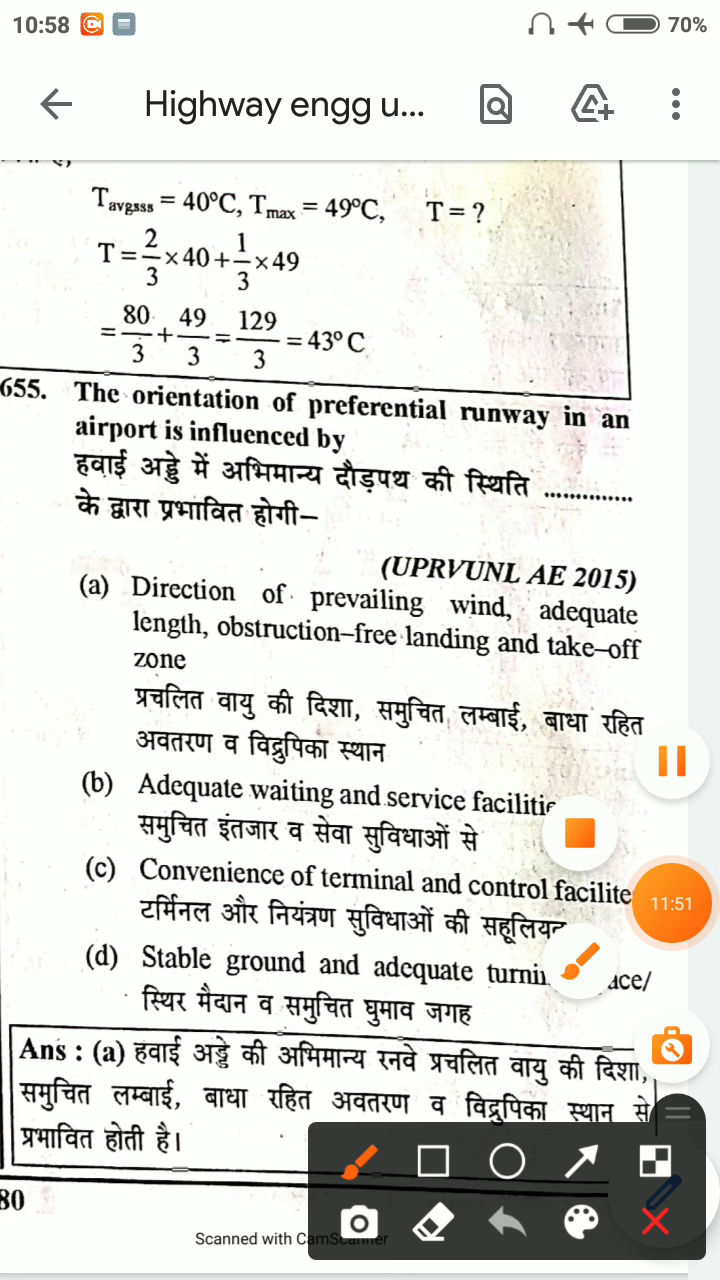 10:58
70%
Highway engg u...
Tavgsss = 40°C, Tmax = 49°C, T = ?
T = 2/3 × 40 + 1/3 × 49
= 80/3 + 49/3 = 129/3 = 43° C
655. The orientation of preferential runway in an
airport is influenced by
हवाई अड्डे में अभिमान्य दौड़पथ की स्थिति ..............
के द्वारा प्रभावित होगी–
(UPRVUNL AE 2015)
(a) Direction of prevailing wind, adequate
length, obstruction–free landing and take–off
zone
प्रचलित वायु की दिशा, समुचित लम्बाई, बाधा रहित
अवतरण व विद्रुपिका स्थान
(b) Adequate waiting and service facilitie
समुचित इंतजार व सेवा सुविधाओं से
(c) Convenience of terminal and control facilite
टर्मिनल और नियंत्रण सुविधाओं की सहूलियत
(d) Stable ground and adequate turnin ace/
स्थिर मैदान व समुचित घुमाव जगह
Ans : (a) हवाई अड्डे की अभिमान्य रनवे प्रचलित वायु की दिशा,
समुचित लम्बाई, बाधा रहित अवतरण व विद्रुपिका स्थान से
प्रभावित होती है।
80
Scanned with CamScanner
11:51